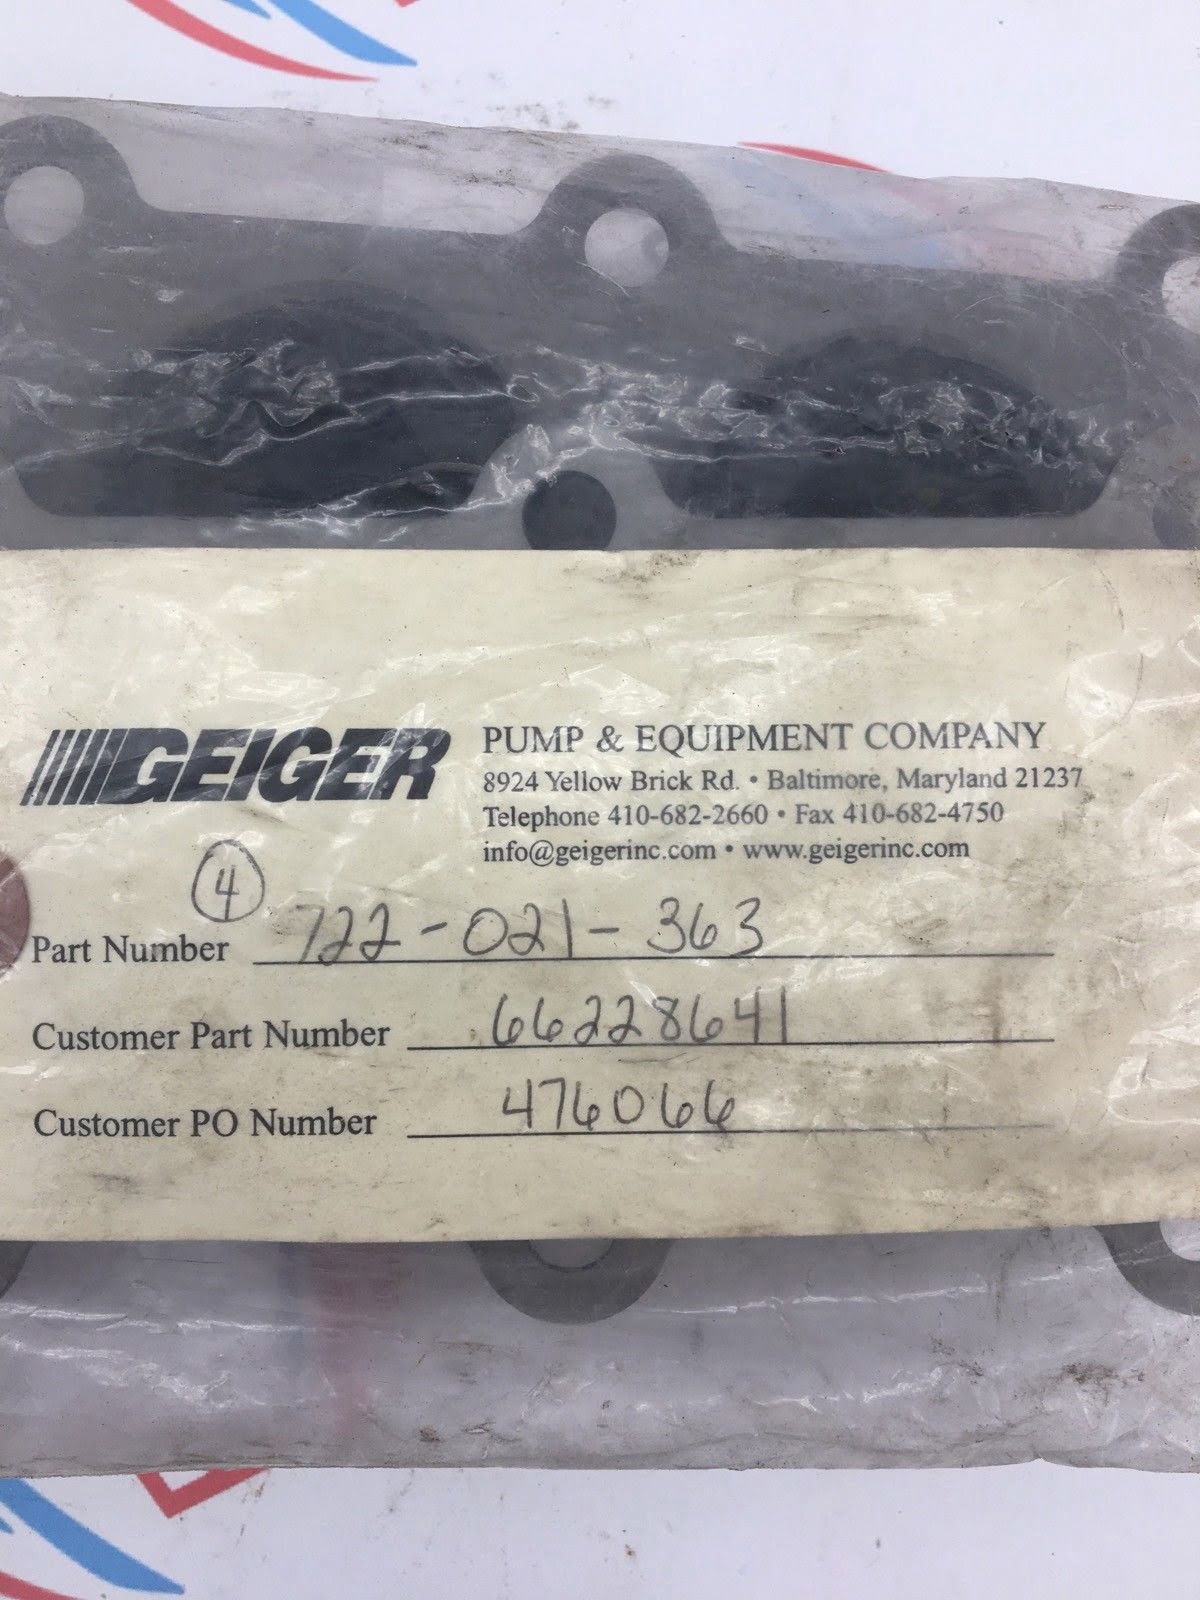 GEIGER PUMP & EQUIPMENT COMPANY
8924 Yellow Brick Rd. • Baltimore, Maryland 21237
Telephone 410-682-2660 • Fax 410-682-4750
info@geigerinc.com • www.geigerinc.com
4
Part Number 722-021-363
Customer Part Number 66228641
Customer PO Number 476066